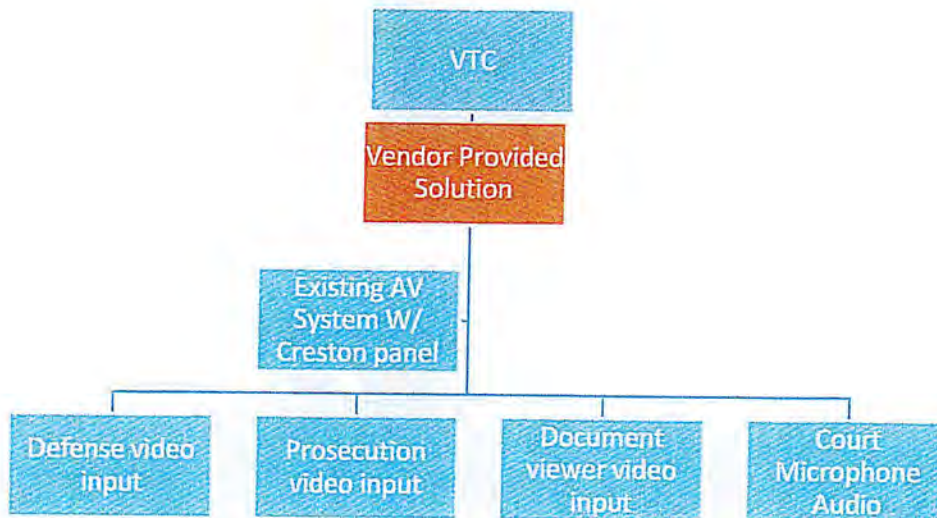 VTC
Vendor Provided
Solution
Existing AV
System W/
Creston panel
Defense video
input
Prosecution
video input
Document
viewer video
input
Court
Microphone
Audio